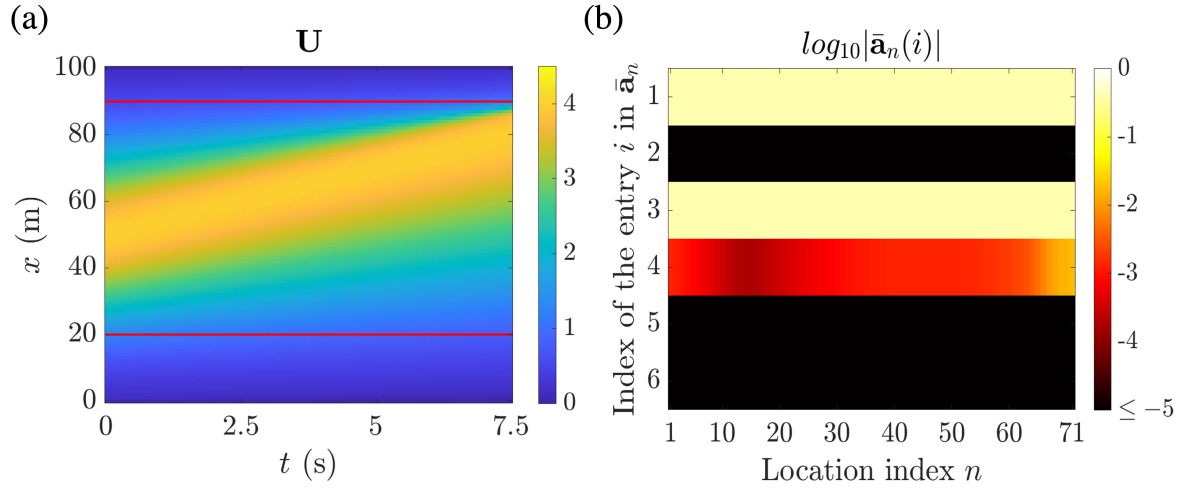 (a)
U
100
80
60
40
20
0
x (m)
0 2.5 5 7.5
t (s)
4
3
2
1
0
(b)
log₁₀|ā_n(i)|
Index of the entry i in ā_n
1
2
3
4
5
6
1 10 20 30 40 50 60 71
Location index n
0
-1
-2
-3
-4
≤ −5